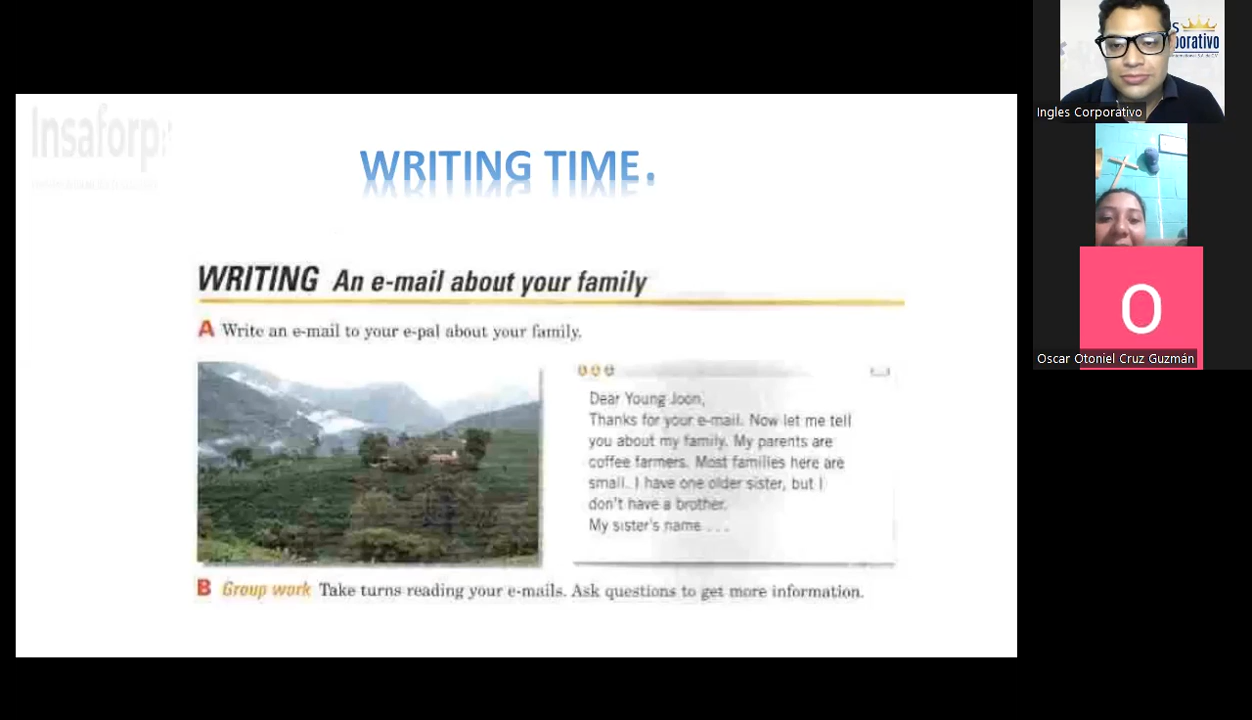 Insaforp
WRITING TIME.
WRITING An e-mail about your family
A Write an e-mail to your e-pal about your family.
Dear Young Joon,
Thanks for your e-mail. Now let me tell
you about my family. My parents are
coffee farmers. Most families here are
small. I have one older sister, but I
don't have a brother.
My sister's name . . .
B Group work Take turns reading your e-mails. Ask questions to get more information.
s
porativo
Ingles Corporativo
O
Oscar Otoniel Cruz Guzmán